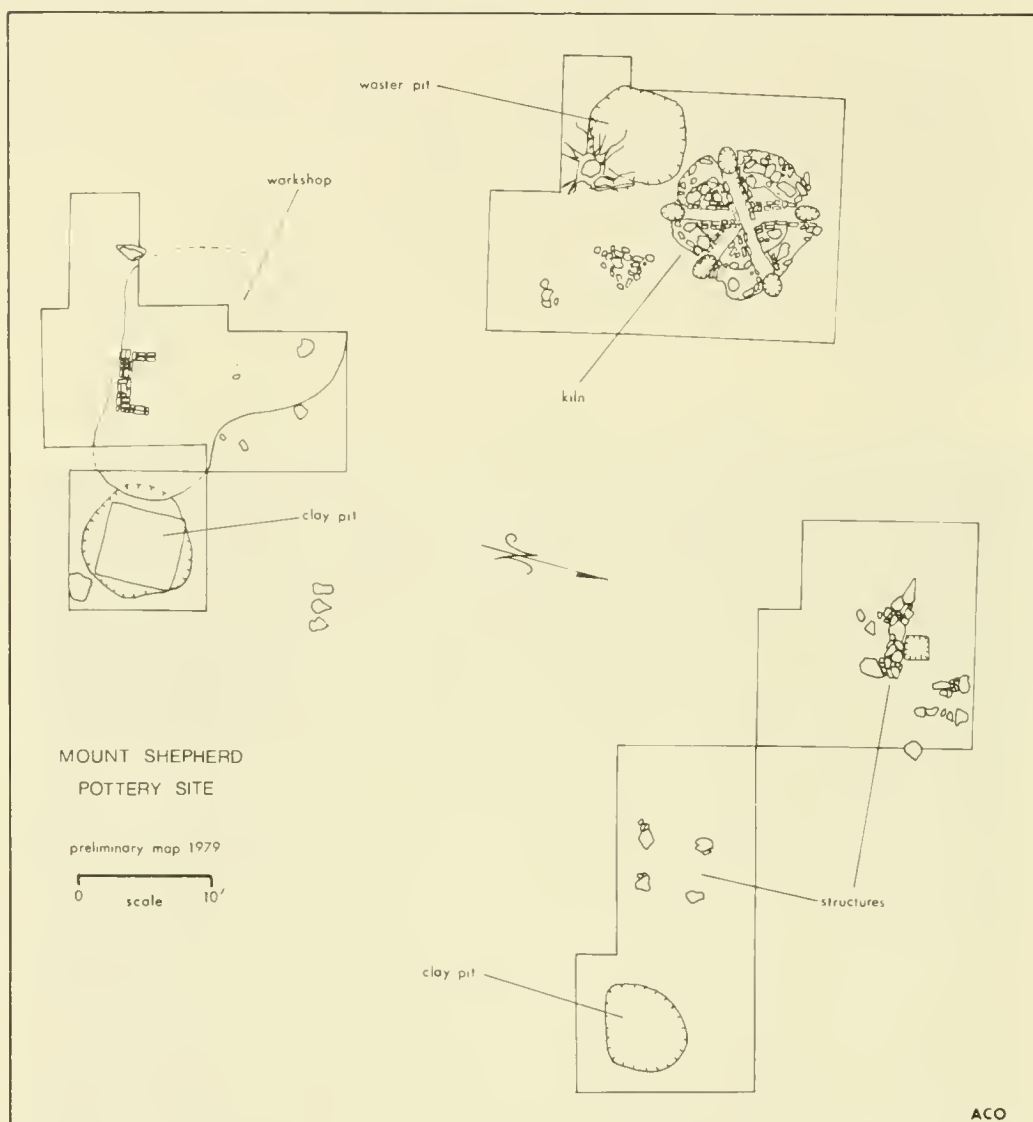 waster pit
workshop
kiln
clay pit
MOUNT SHEPHERD
POTTERY SITE
preliminary map 1979
0 scale 10'
structures
clay pit
ACO